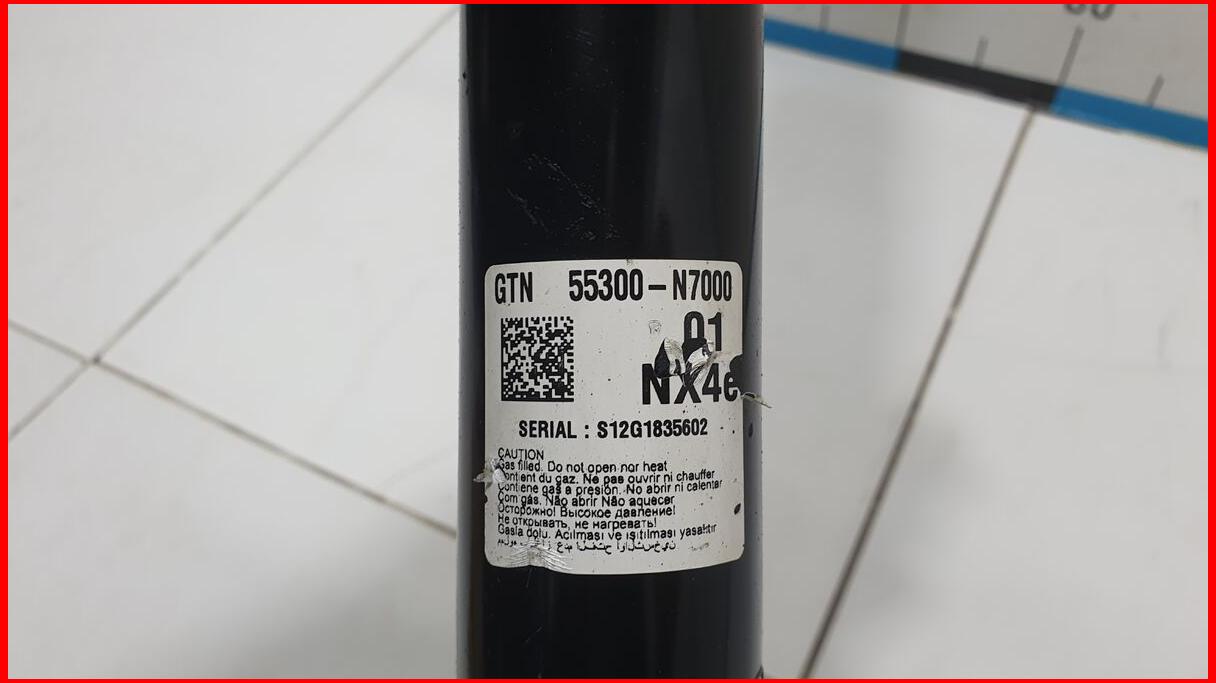 GTN 55300-N7000
01
NX4e
SERIAL : S12G1835602
CAUTION
Gas filled. Do not open nor heat
Contient du gaz. Ne pas ouvrir ni chauffer
Contiene gas a presión. No abrir ni calentar
Com gás. Não abrir Não aquecer
Осторожно! Высокое давление!
Не открывать, не нагревать!
Gasla dolu. Açılması ve ısıtılması yasaktır